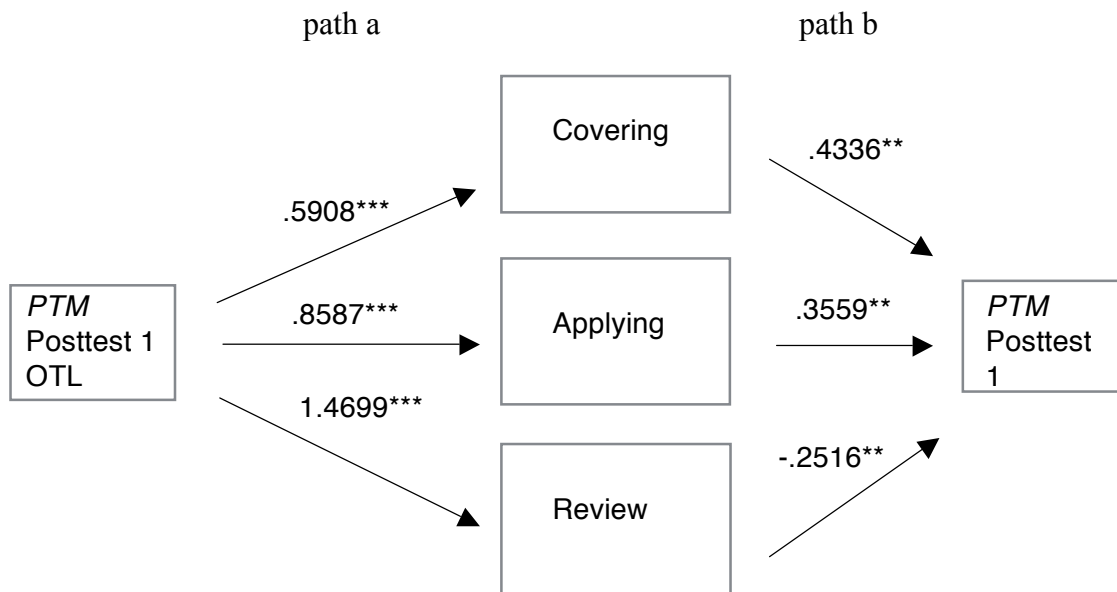 path a
path b
Covering
.4336**
.5908***
PTM
Posttest 1
OTL
.8587***
Applying
.3559**
PTM
Posttest
1
1.4699***
-.2516**
Review